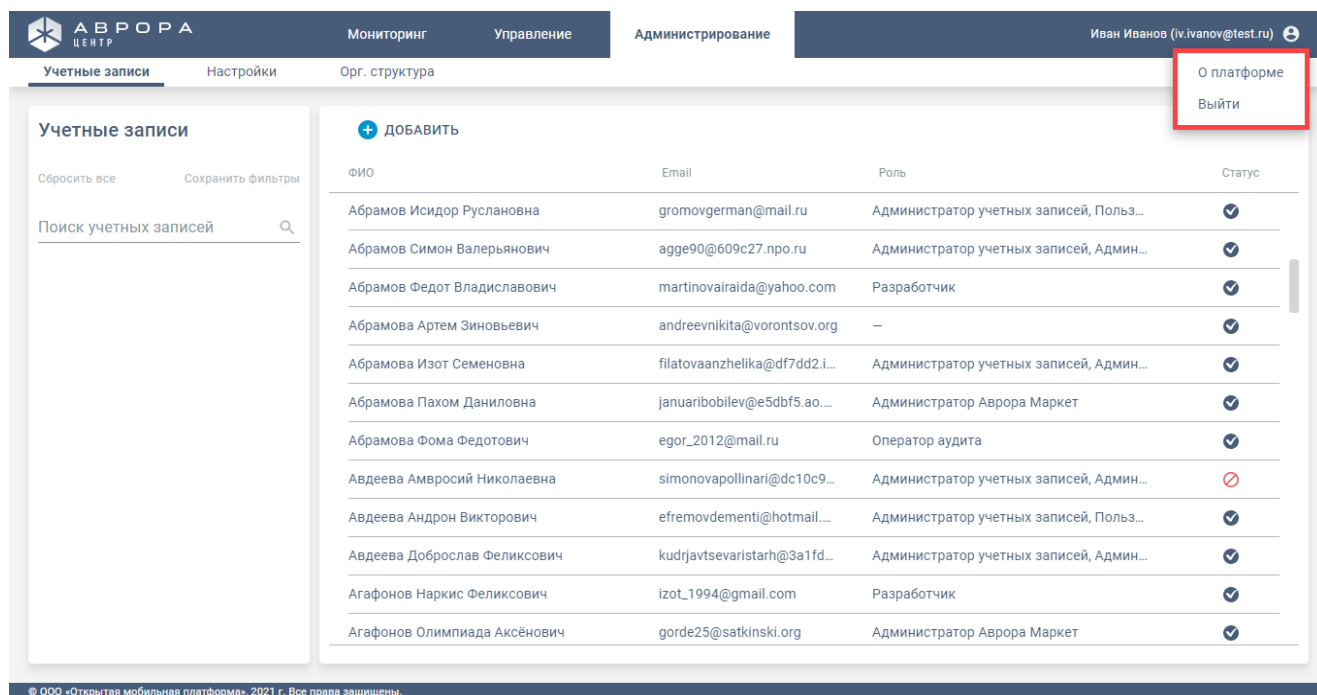 АВРОРА
ЦЕНТР
Мониторинг Управление Администрирование Иван Иванов (iv.ivanov@test.ru)
Учетные записи Настройки Орг. структура
О платформе
Выйти
Учетные записи
Сбросить все Сохранить фильтры
Поиск учетных записей
ДОБАВИТЬ
ФИО Email Роль Статус
Абрамов Исидор Русланoвна gromovgerman@mail.ru Администратор учетных записей, Польз...
Абрамов Симон Валерьянович agge90@609c27.npo.ru Администратор учетных записей, Админ...
Абрамов Федот Владиславович martinovairaida@yahoo.com Разработчик
Абрамова Артем Зиновьевич andreevnikita@vorontsov.org —
Абрамова Изот Семеновна filatovaanzhelika@df7dd2.i... Администратор учетных записей, Админ...
Абрамова Пахом Даниловна januaribobilev@e5dbf5.ao.... Администратор Аврора Маркет
Абрамова Фома Федотович egor_2012@mail.ru Оператор аудита
Авдеева Амвросий Николаевна simonovapollinari@dc10c9... Администратор учетных записей, Админ...
Авдеева Андрон Викторович efremovdementi@hotmail.... Администратор учетных записей, Польз...
Авдеева Доброслав Феликсович kudrjavtsevaristarh@3a1fd... Администратор учетных записей, Админ...
Агафонов Наркис Феликсович izot_1994@gmail.com Разработчик
Агафонов Олимпиада Аксёнович gorde25@satkinski.org Администратор Аврора Маркет
© ООО «Открытая мобильная платформа», 2021 г. Все права защищены.